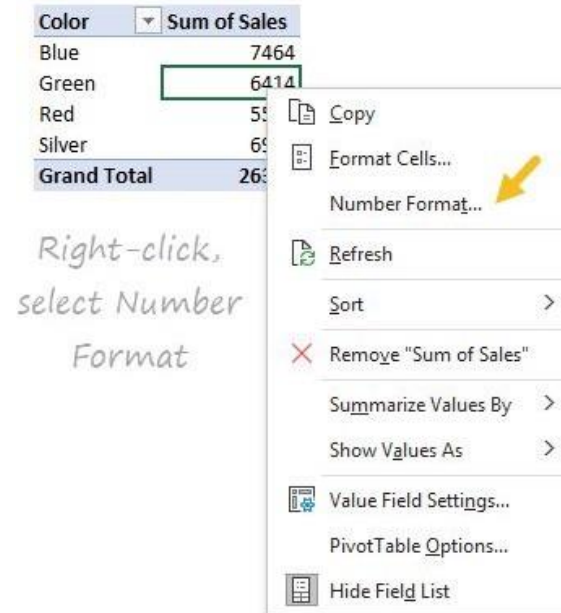 Color Sum of Sales
Blue 7464
Green 6414
Red
Silver
Grand Total
Right-click,
select Number
Format
Copy
Format Cells...
Number Format...
Refresh
Sort
Remove "Sum of Sales"
Summarize Values By
Show Values As
Value Field Settings...
PivotTable Options...
Hide Field List